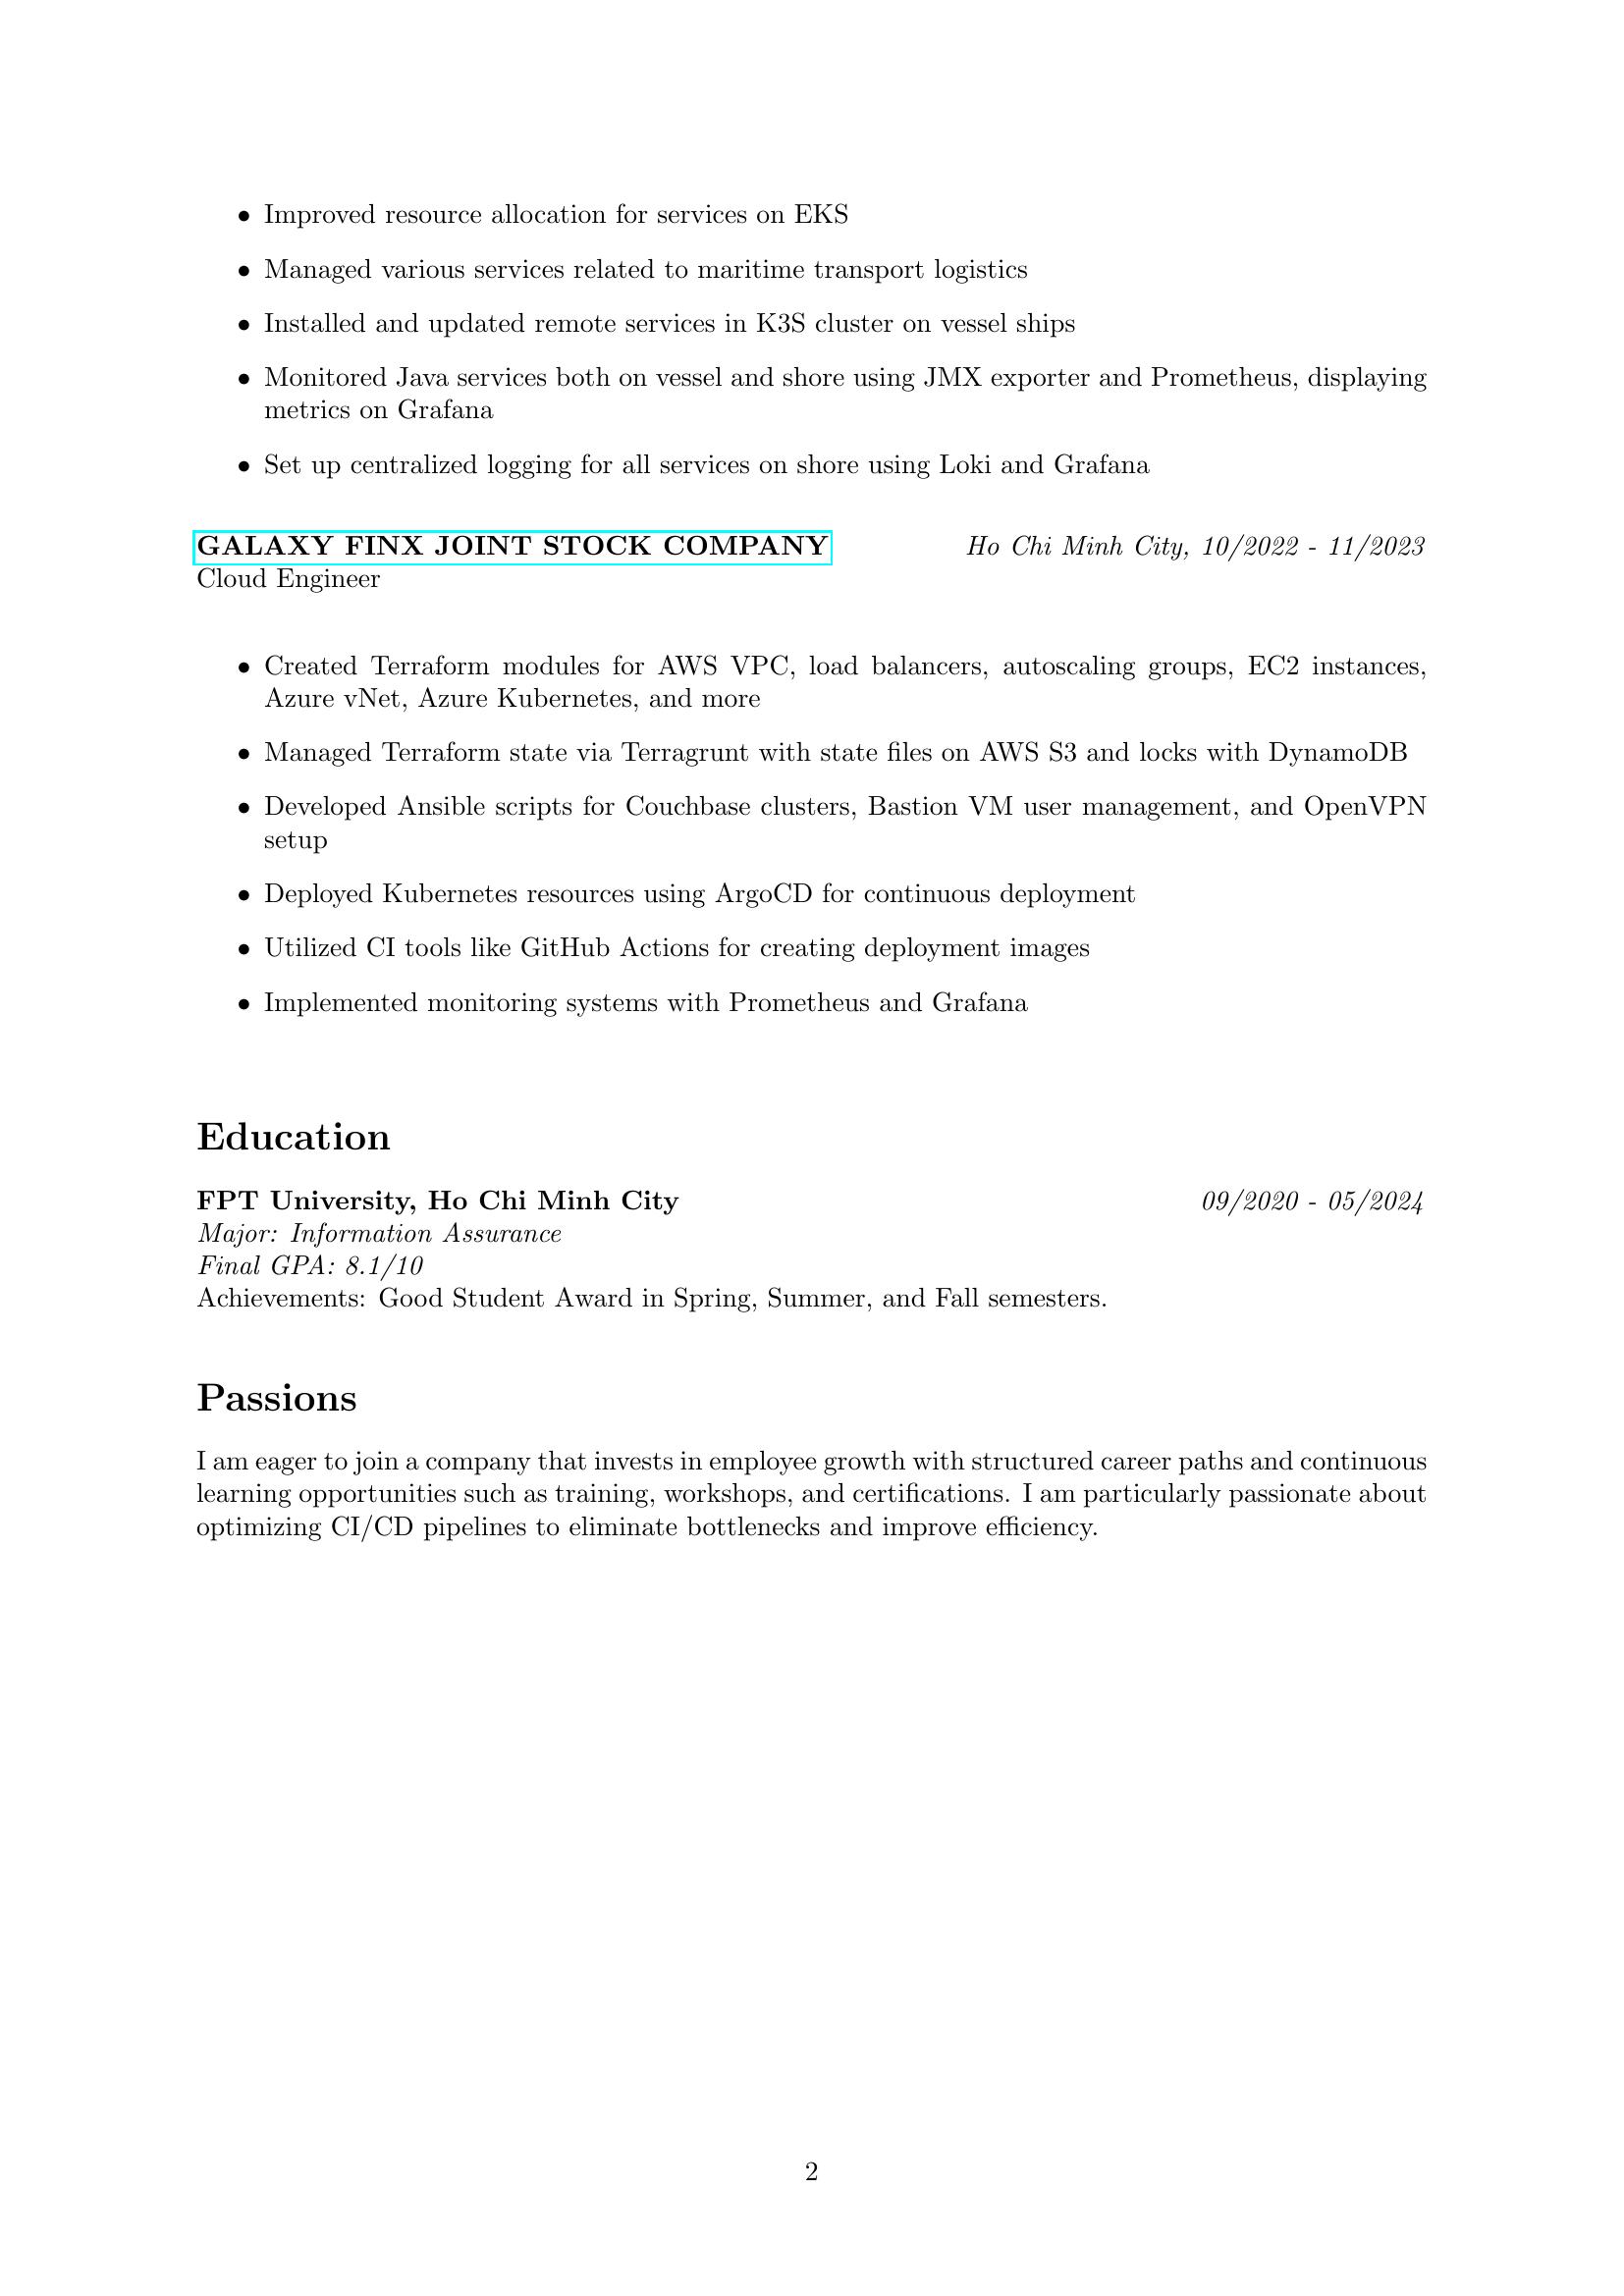 • Improved resource allocation for services on EKS
• Managed various services related to maritime transport logistics
• Installed and updated remote services in K3S cluster on vessel ships
• Monitored Java services both on vessel and shore using JMX exporter and Prometheus, displaying
metrics on Grafana
• Set up centralized logging for all services on shore using Loki and Grafana
GALAXY FINX JOINT STOCK COMPANY Ho Chi Minh City, 10/2022 - 11/2023
Cloud Engineer
• Created Terraform modules for AWS VPC, load balancers, autoscaling groups, EC2 instances,
Azure vNet, Azure Kubernetes, and more
• Managed Terraform state via Terragrunt with state files on AWS S3 and locks with DynamoDB
• Developed Ansible scripts for Couchbase clusters, Bastion VM user management, and OpenVPN
setup
• Deployed Kubernetes resources using ArgoCD for continuous deployment
• Utilized CI tools like GitHub Actions for creating deployment images
• Implemented monitoring systems with Prometheus and Grafana
Education
FPT University, Ho Chi Minh City 09/2020 - 05/2024
Major: Information Assurance
Final GPA: 8.1/10
Achievements: Good Student Award in Spring, Summer, and Fall semesters.
Passions
I am eager to join a company that invests in employee growth with structured career paths and continuous
learning opportunities such as training, workshops, and certifications. I am particularly passionate about
optimizing CI/CD pipelines to eliminate bottlenecks and improve efficiency.
2